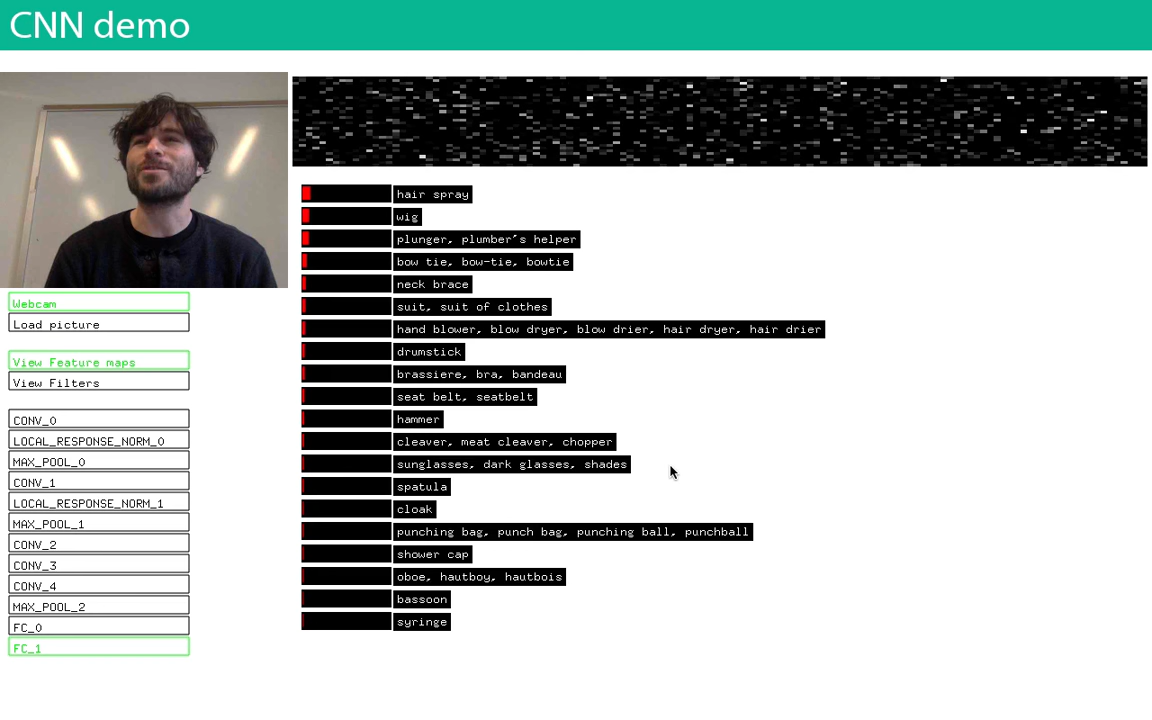 CNN demo
hair spray
wig
plunger, plumber's helper
bow tie, bow-tie, bowtie
neck brace
suit, suit of clothes
hand blower, blow dryer, blow drier, hair dryer, hair drier
drumstick
brassiere, bra, bandeau
seat belt, seatbelt
hammer
cleaver, meat cleaver, chopper
sunglasses, dark glasses, shades
spatula
cloak
punching bag, punch bag, punching ball, punchball
shower cap
oboe, hautboy, hautbois
bassoon
syringe
Webcam
Load picture
View Feature maps
View Filters
CONV_0
LOCAL_RESPONSE_NORM_0
MAX_POOL_0
CONV_1
LOCAL_RESPONSE_NORM_1
MAX_POOL_1
CONV_2
CONV_3
CONV_4
MAX_POOL_2
FC_0
FC_1